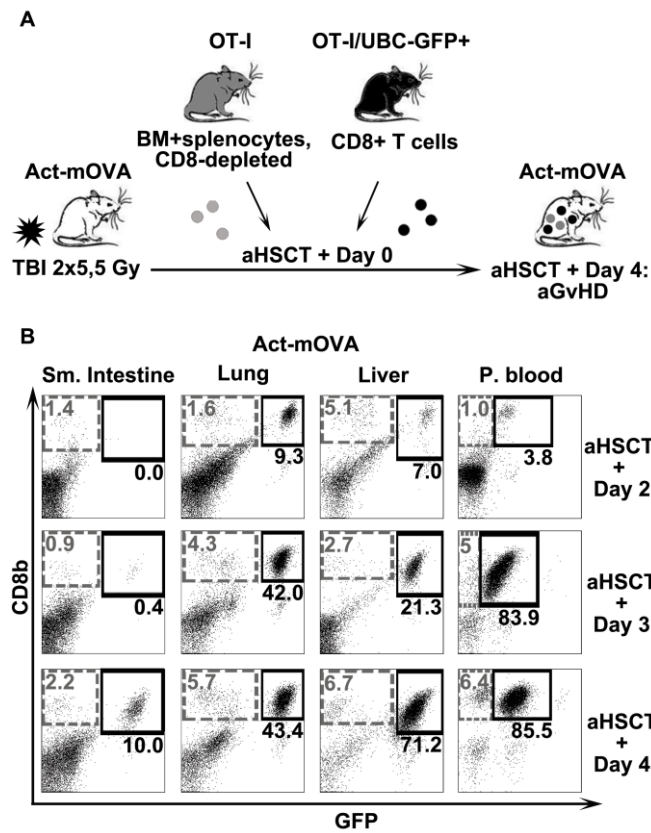 A
OT-I
OT-I/UBC-GFP+
BM+splenocytes,
CD8-depleted
CD8+ T cells
Act-mOVA
Act-mOVA
TBI 2x5,5 Gy
aHSCT + Day 0
aHSCT + Day 4:
aGvHD
B
Act-mOVA
Sm. Intestine
Lung
Liver
P. blood
1.4
0.0
1.6
9.3
5.1
7.0
1.0
3.8
aHSCT
+
Day 2
0.9
0.4
4.3
42.0
2.7
21.3
5
83.9
aHSCT
+
Day 3
2.2
10.0
5.7
43.4
6.7
71.2
6.4
85.5
aHSCT
+
Day 4
CD8b
GFP